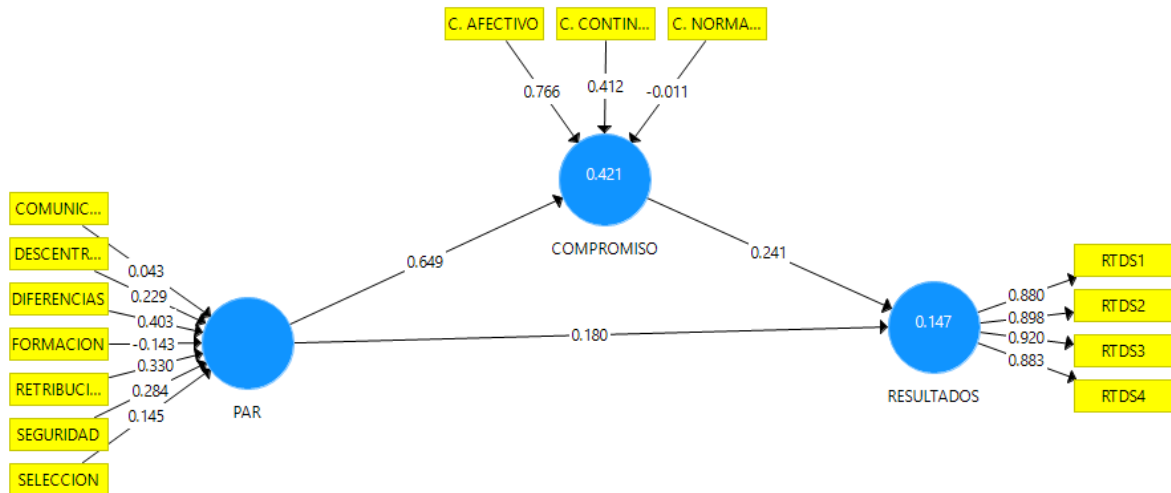 C. AFECTIVO
C. CONTIN...
C. NORMA...
0.766
0.412
-0.011
0.421
COMPROMISO
COMUNIC...
DESCENTR...
DIFERENCIAS
FORMACION
RETRIBUCI...
SEGURIDAD
SELECCION
0.043
0.229
0.403
-0.143
0.330
0.284
0.145
PAR
0.649
0.241
0.180
0.147
RESULTADOS
0.880
0.898
0.920
0.883
RTDS1
RTDS2
RTDS3
RTDS4